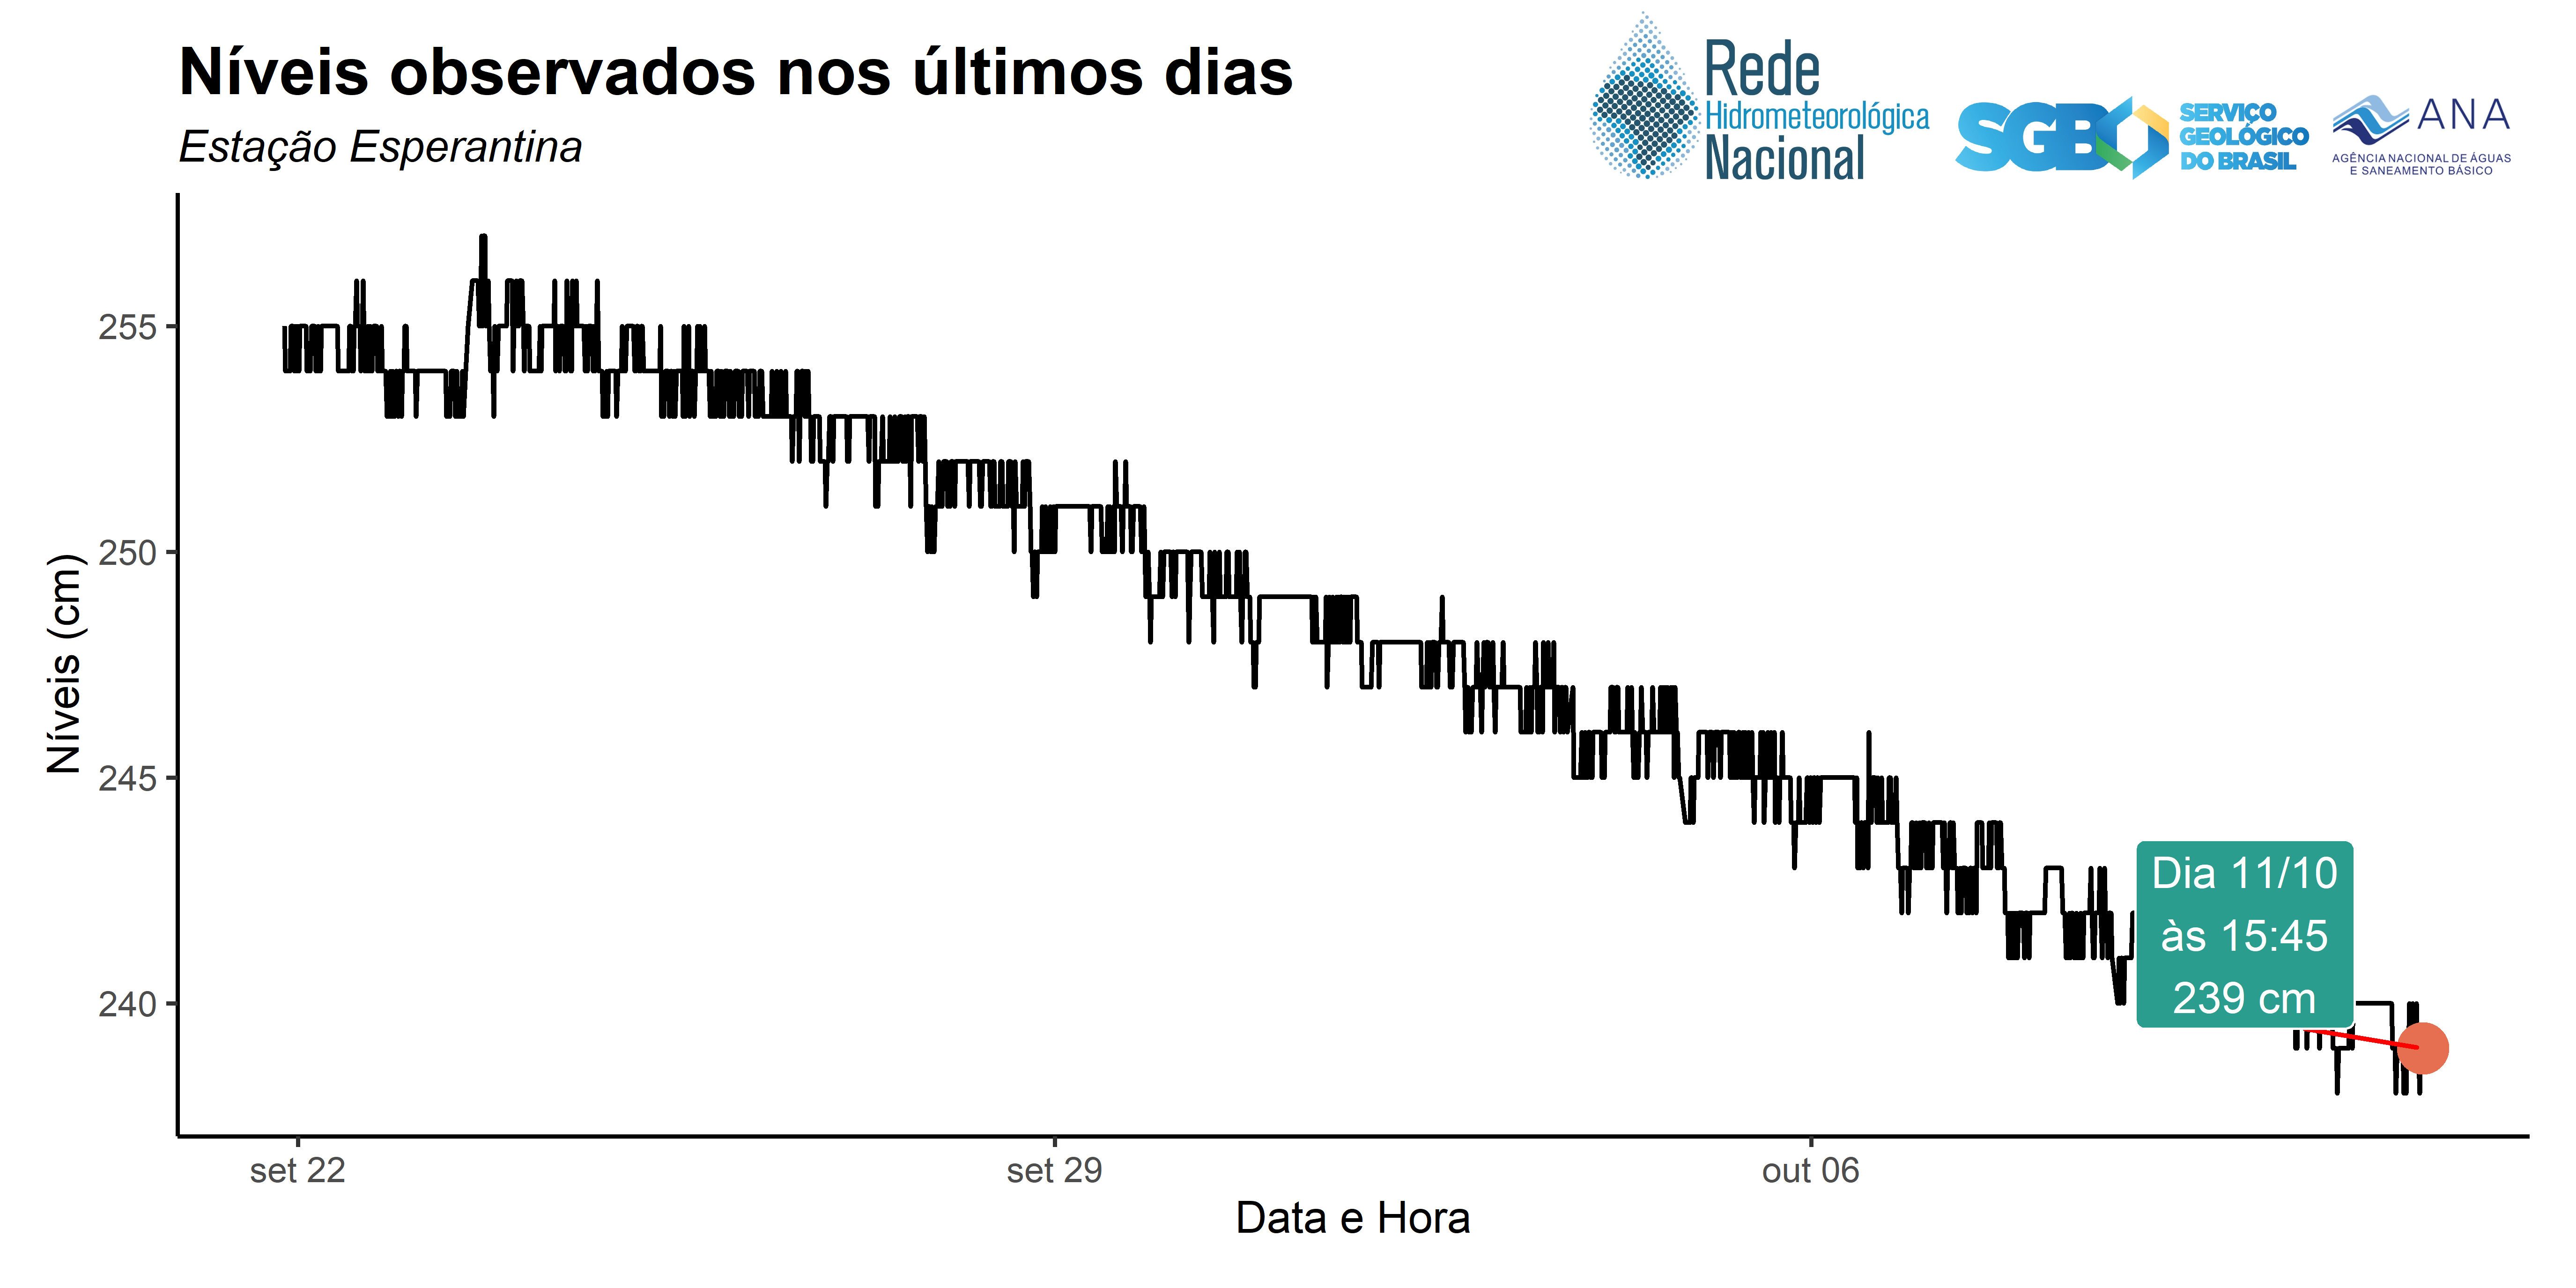 Níveis observados nos últimos dias
Estação Esperantina
Rede
Hidrometeorológica
Nacional
SGB
SERVIÇO
GEOLÓGICO
DO BRASIL
ANA
AGÊNCIA NACIONAL DE ÁGUAS
E SANEAMENTO BÁSICO
Níveis (cm)
255
250
245
240
Dia 11/10
às 15:45
239 cm
set 22
set 29
out 06
Data e Hora